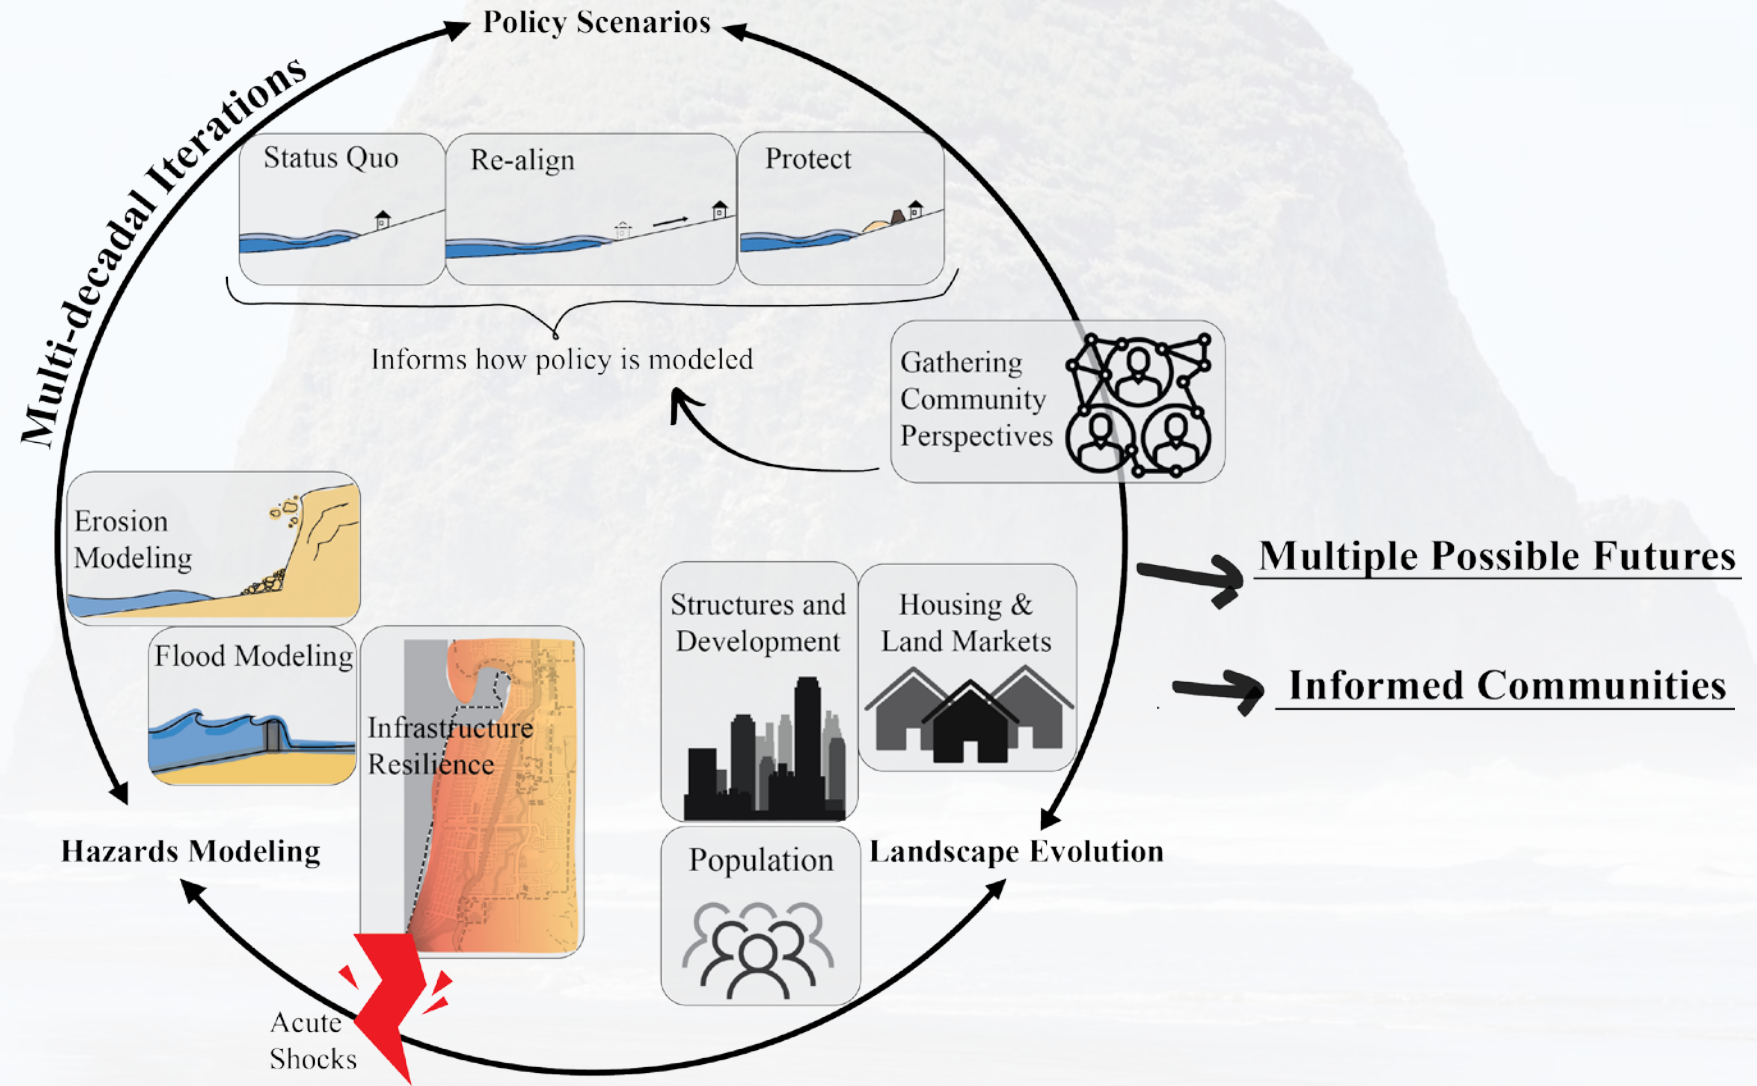 Policy Scenarios
Multi-decadal Iterations
Status Quo
Re-align
Protect
Informs how policy is modeled
Gathering
Community
Perspectives
Erosion
Modeling
Flood Modeling
Infrastructure
Resilience
Structures and
Development
Housing &
Land Markets
Multiple Possible Futures
Informed Communities
Hazards Modeling
Population
Landscape Evolution
Acute
Shocks